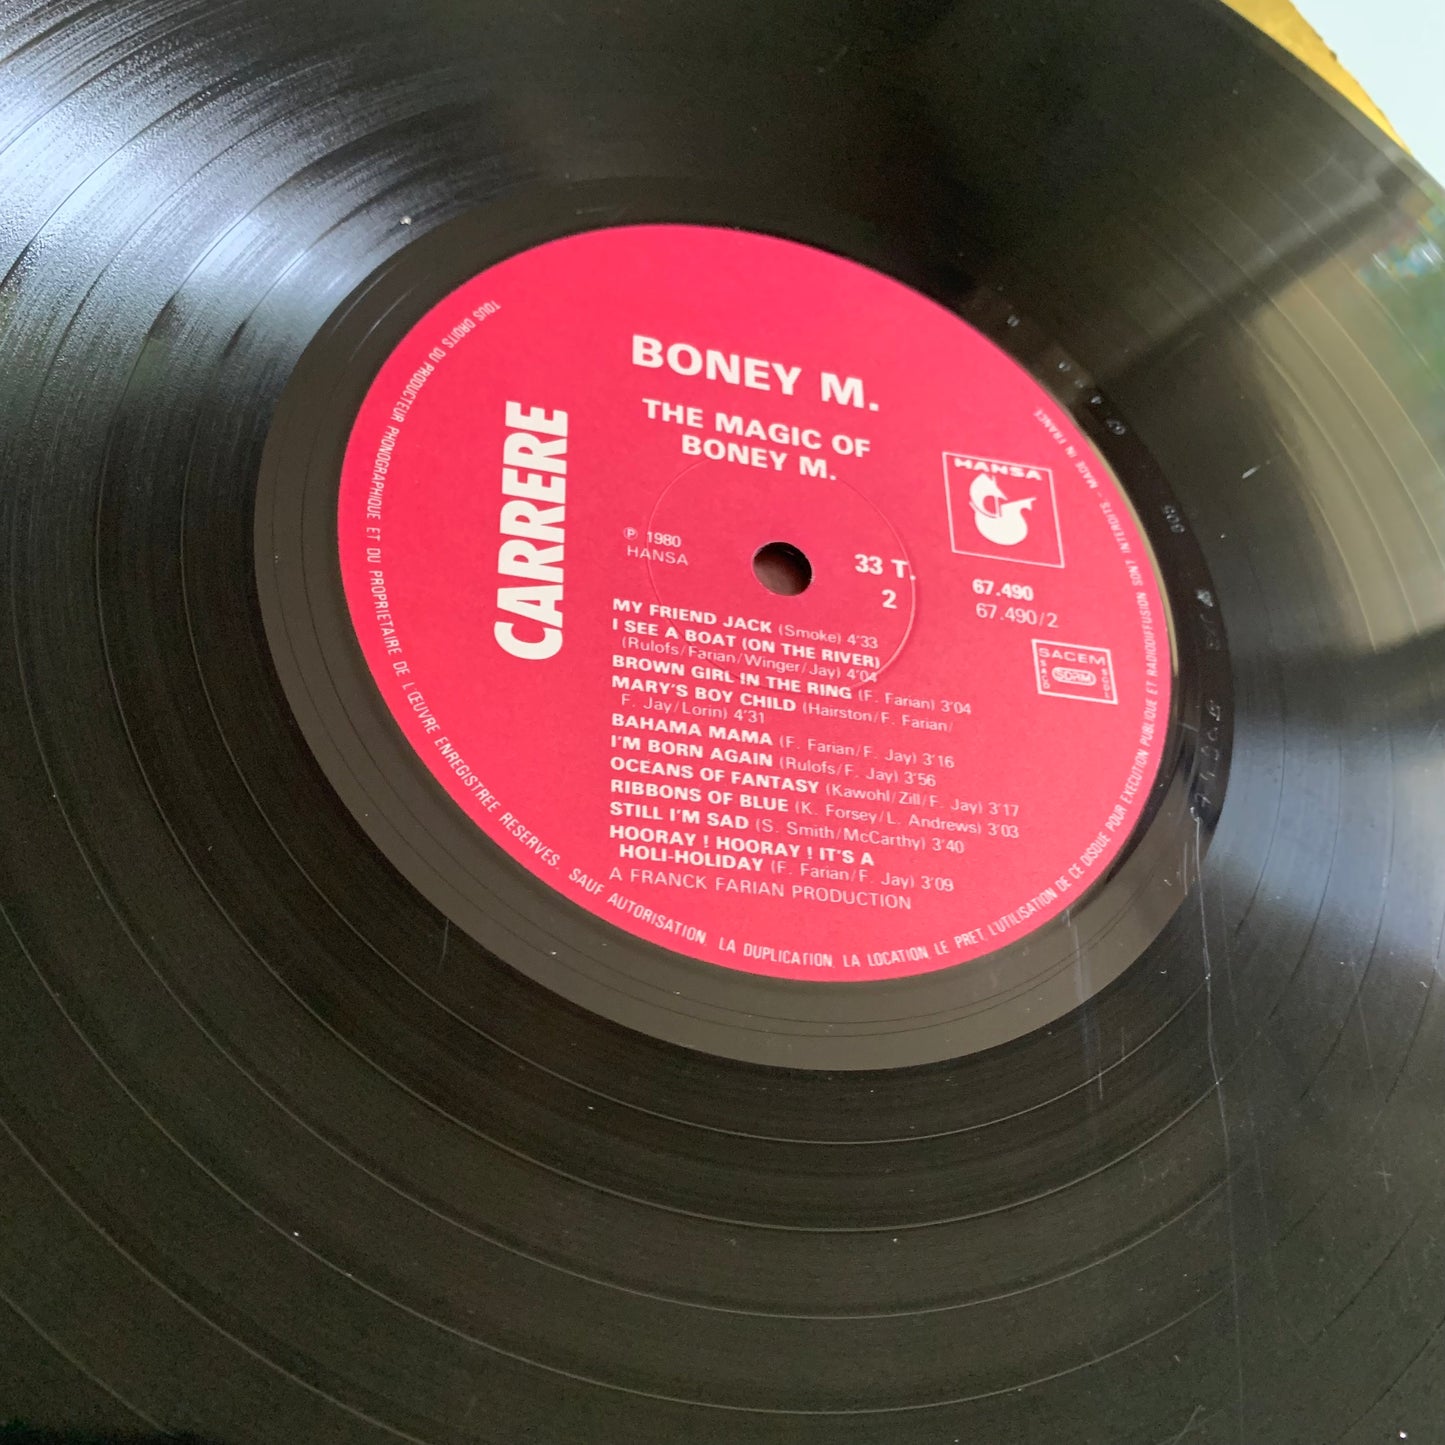 BONEY M.
THE MAGIC OF
BONEY M.
CARRERE
℗ 1980
HANSA
HANSA
33 T.
2
67.490
67.490/2
SACEM
SACD
SDRM
SCDL
MY FRIEND JACK (Smoke) 4'33
I SEE A BOAT (ON THE RIVER)
(Rulofs/Farian/Winger/Jay) 4'04
BROWN GIRL IN THE RING (F. Farian) 3'04
MARY'S BOY CHILD (Hairston/F. Farian/
F. Jay/Lorin) 4'31
BAHAMA MAMA (F. Farian/F. Jay) 3'16
I'M BORN AGAIN (Rulofs/F. Jay) 3'56
OCEANS OF FANTASY (Kawohl/Zill/F. Jay) 3'17
RIBBONS OF BLUE (K. Forsey/L. Andrews) 3'03
STILL I'M SAD (S. Smith/McCarthy) 3'40
HOORAY ! HOORAY ! IT'S A
HOLI-HOLIDAY (F. Farian/F. Jay) 3'09
A FRANCK FARIAN PRODUCTION
TOUS DROITS DU PRODUCTEUR PHONOGRAPHIQUE ET DU PROPRIETAIRE DE L'ŒUVRE ENREGISTREE RESERVES. SAUF AUTORISATION, LA DUPLICATION, LA LOCATION, LE PRET, L'UTILISATION DE CE DISQUE POUR EXECUTION PUBLIQUE ET RADIODIFFUSION SONT INTERDITS - MADE IN FRANCE